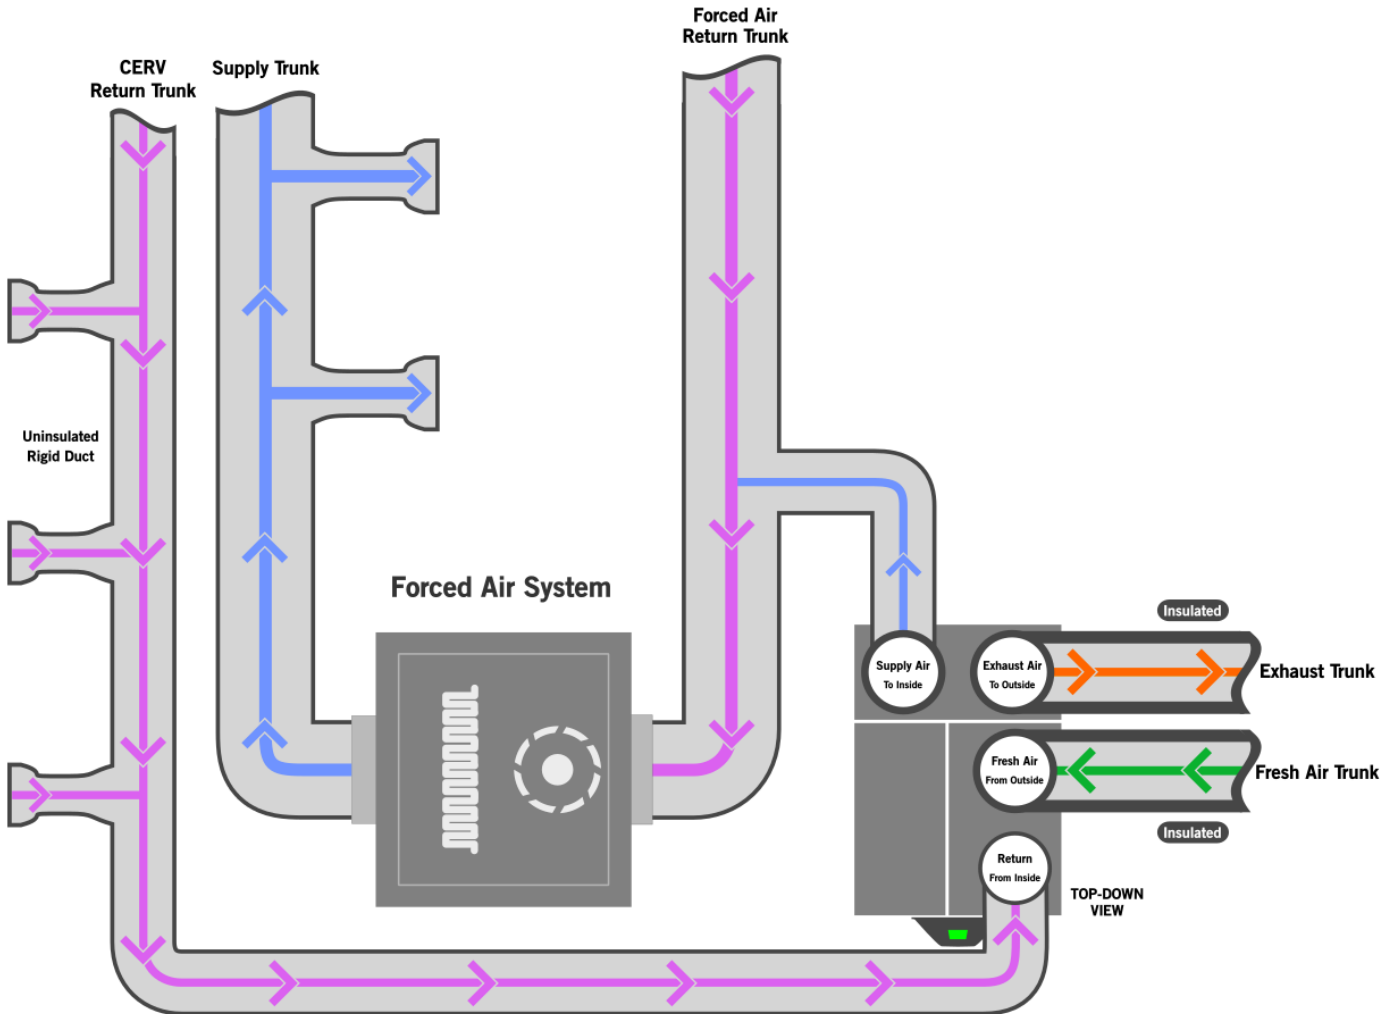 Forced Air
Return Trunk
CERV
Return Trunk
Supply Trunk
Uninsulated
Rigid Duct
Forced Air System
Insulated
Supply Air
To Inside
Exhaust Air
To Outside
Exhaust Trunk
Fresh Air
From Outside
Fresh Air Trunk
Insulated
Return
From Inside
TOP-DOWN
VIEW